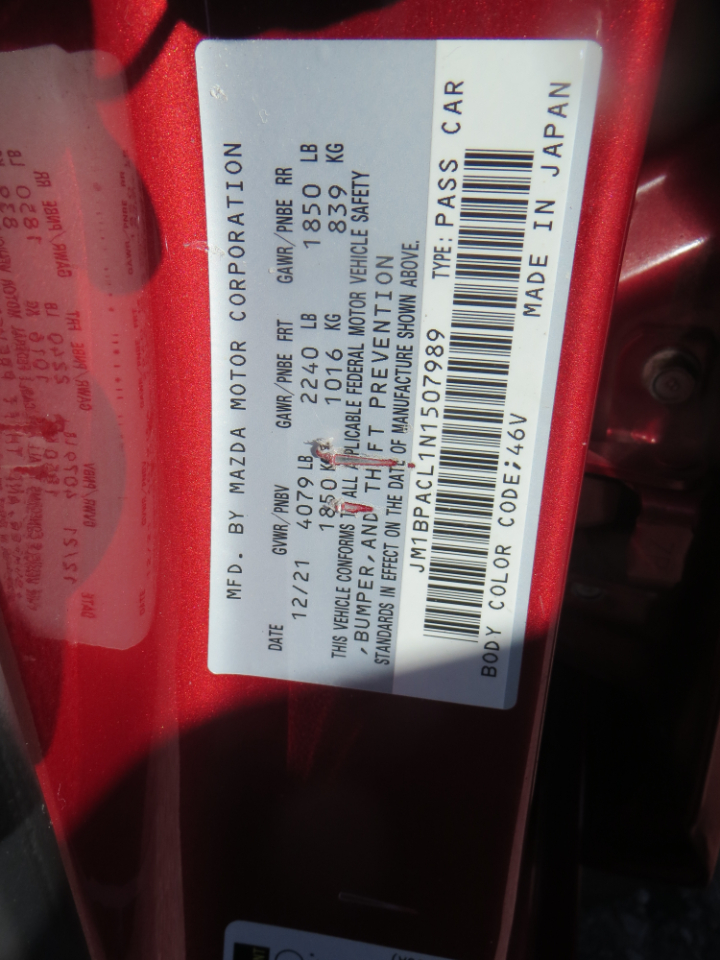 MFD. BY MAZDA MOTOR CORPORATION
DATE GVWR/PNBV GAWR/PNBE FRT GAWR/PNBE RR
12/21 4079 LB 2240 LB 1850 LB
1850 KG 1016 KG 839 KG
THIS VEHICLE CONFORMS ALL APPLICABLE FEDERAL MOTOR VEHICLE SAFETY
,BUMPER,AND THEFT PREVENTION
STANDARDS IN EFFECT ON THE DATE OF MANUFACTURE SHOWN ABOVE.
JM1BPACL1N1507989 TYPE: PASS CAR
BODY COLOR CODE;46V MADE IN JAPAN